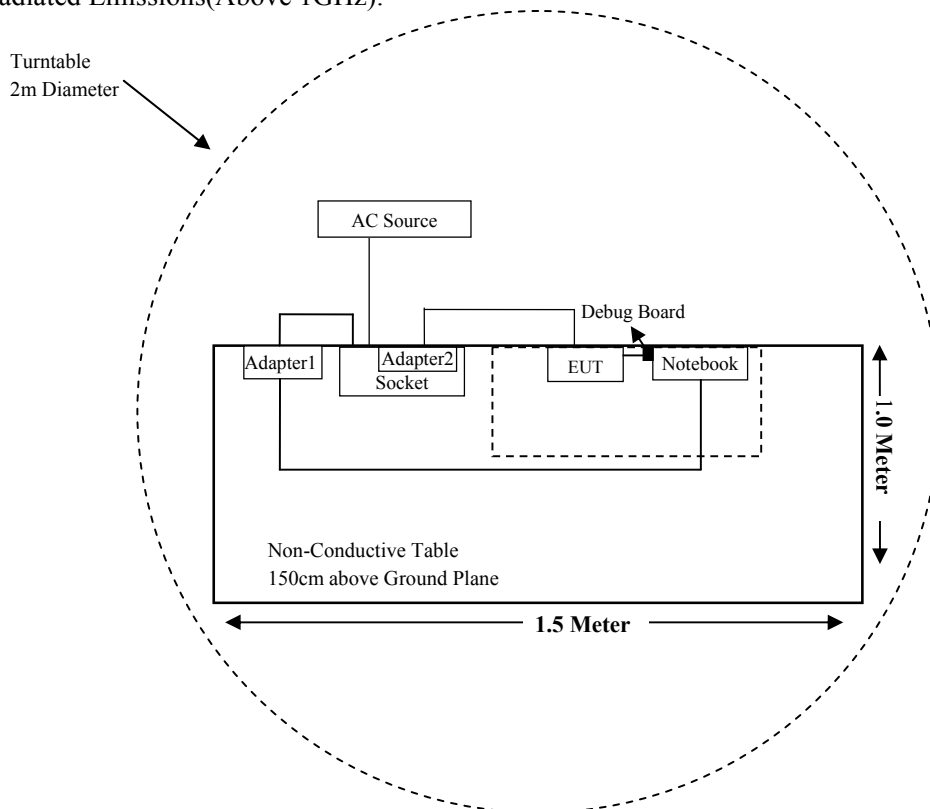 Emissions(Above 1GHz):
Turntable
2m Diameter
AC Source
Debug Board
Adapter1
Adapter2
Socket
EUT
Notebook
1.0 Meter
Non-Conductive Table
150cm above Ground Plane
1.5 Meter